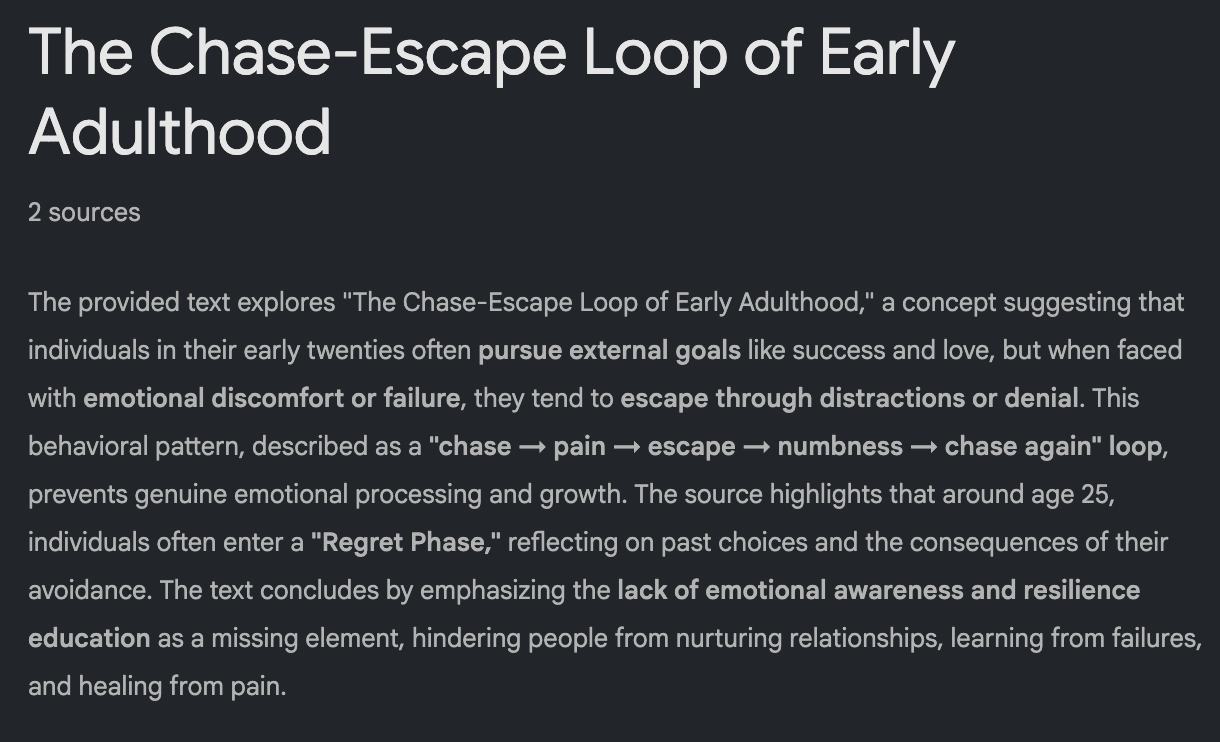 The Chase-Escape Loop of Early
Adulthood
2 sources
The provided text explores "The Chase-Escape Loop of Early Adulthood," a concept suggesting that
individuals in their early twenties often pursue external goals like success and love, but when faced
with emotional discomfort or failure, they tend to escape through distractions or denial. This
behavioral pattern, described as a "chase → pain → escape → numbness → chase again" loop,
prevents genuine emotional processing and growth. The source highlights that around age 25,
individuals often enter a "Regret Phase," reflecting on past choices and the consequences of their
avoidance. The text concludes by emphasizing the lack of emotional awareness and resilience
education as a missing element, hindering people from nurturing relationships, learning from failures,
and healing from pain.